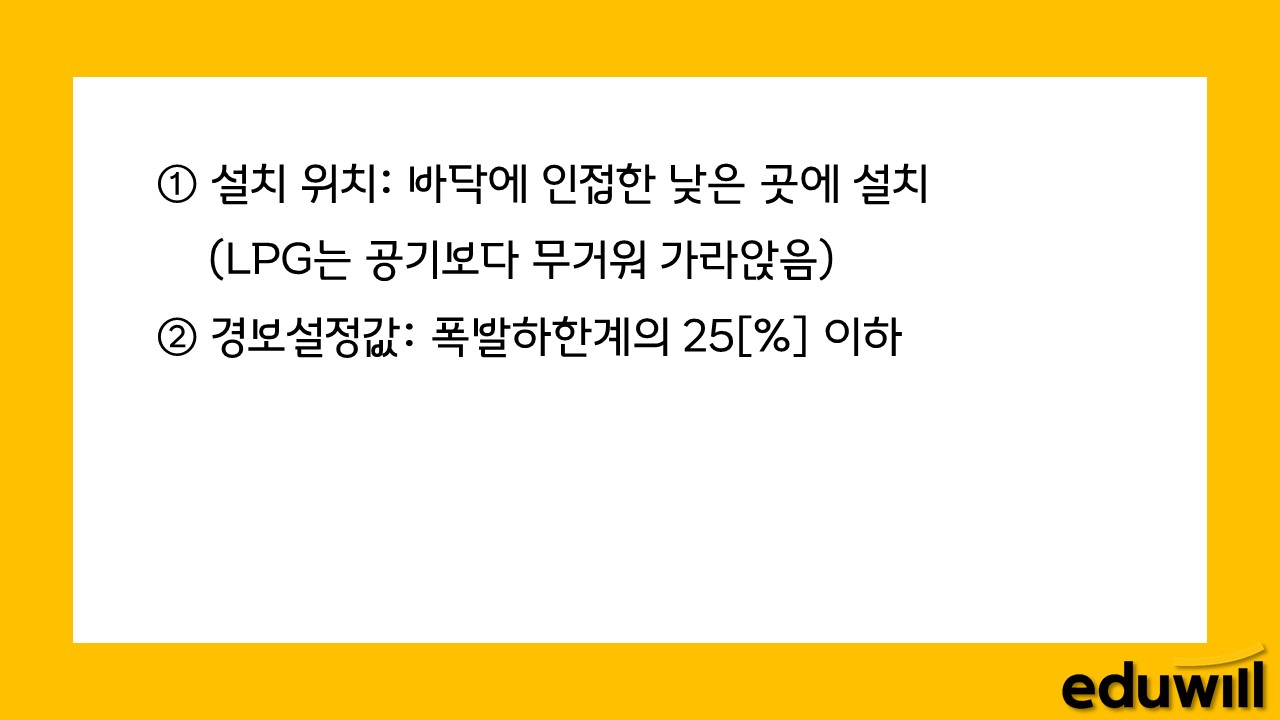 ① 설치 위치: 바닥에 인접한 낮은 곳에 설치
(LPG는 공기보다 무거워 가라앉음)
② 경보설정값: 폭발하한계의 25[%] 이하
eduwill